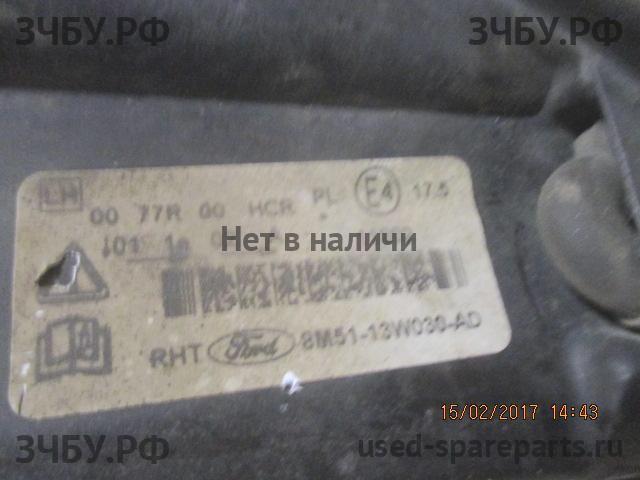 ЗЧБУ.РФ ЗЧБУ.РФ
LH
00 77R 00 HCR PL E4 17.5
Нет в наличи
RHT Ford 8M51-13W030-AD
15/02/2017 14:43
ЗЧБУ.РФ used-spareparts.ru